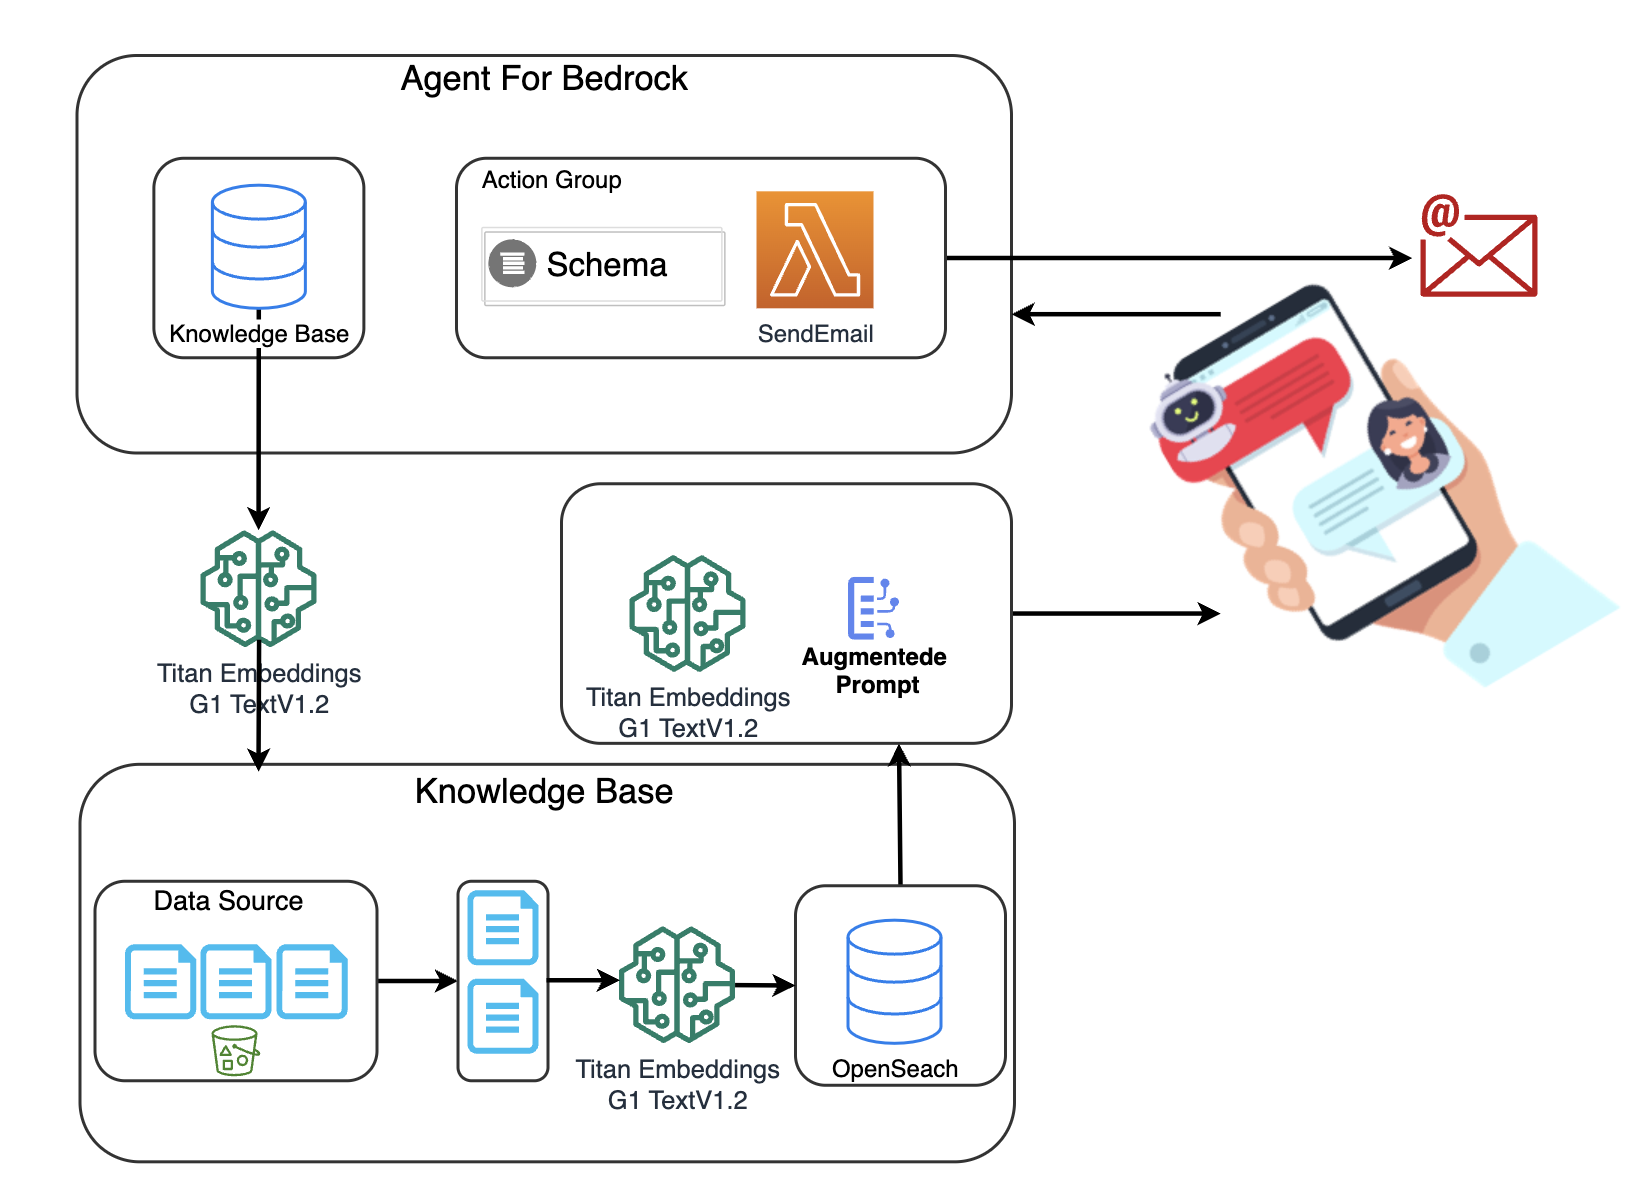 Agent For Bedrock
Knowledge Base
Action Group
Schema
SendEmail
@
Titan Embeddings
G1 TextV1.2
Titan Embeddings
G1 TextV1.2
Augmentede
Prompt
Knowledge Base
Data Source
Titan Embeddings
G1 TextV1.2
OpenSeach